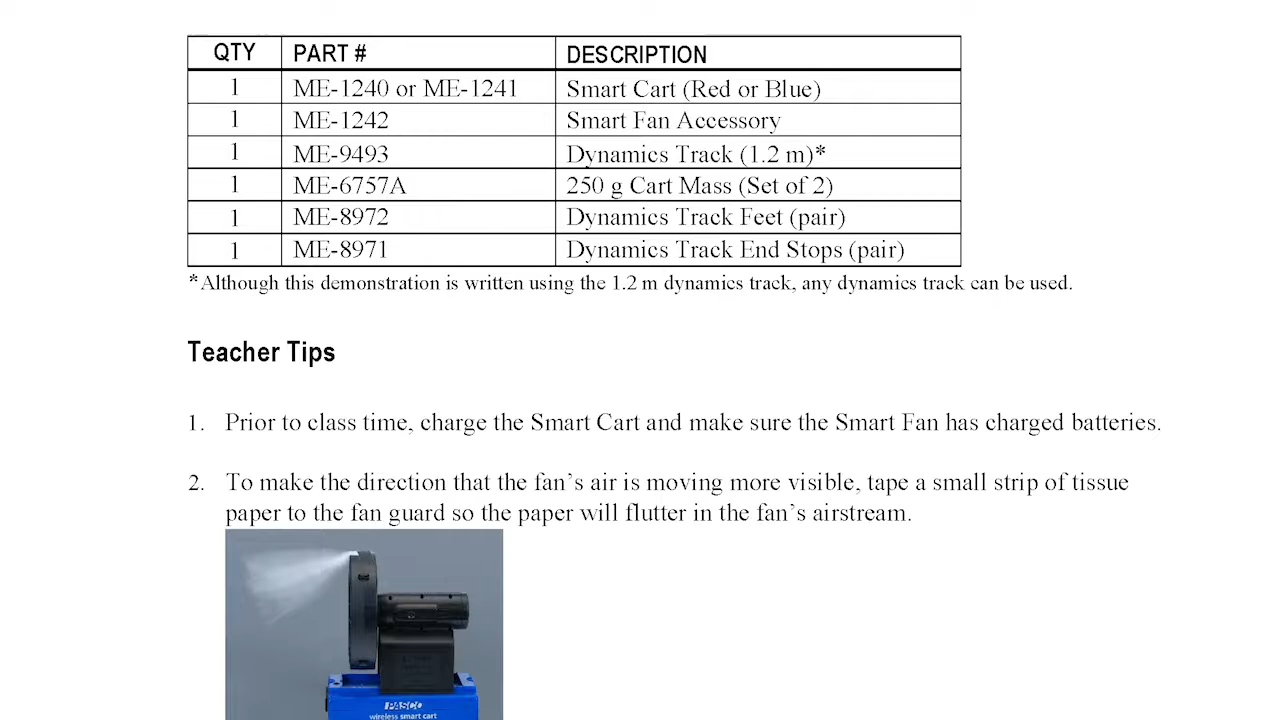 QTY PART # DESCRIPTION
1 ME-1240 or ME-1241 Smart Cart (Red or Blue)
1 ME-1242 Smart Fan Accessory
1 ME-9493 Dynamics Track (1.2 m)*
1 ME-6757A 250 g Cart Mass (Set of 2)
1 ME-8972 Dynamics Track Feet (pair)
1 ME-8971 Dynamics Track End Stops (pair)
*Although this demonstration is written using the 1.2 m dynamics track, any dynamics track can be used.
Teacher Tips
1. Prior to class time, charge the Smart Cart and make sure the Smart Fan has charged batteries.
2. To make the direction that the fan’s air is moving more visible, tape a small strip of tissue
paper to the fan guard so the paper will flutter in the fan’s airstream.
PASCO
wireless smart cart